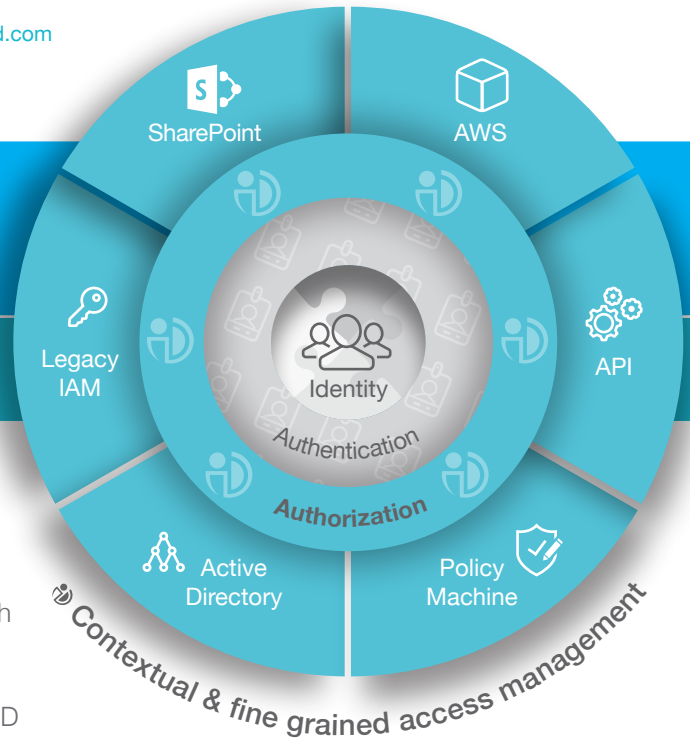 d.com
SharePoint
AWS
Legacy
IAM
API
Identity
Authentication
Authorization
Active
Directory
Policy
Machine
h
D
Contextual & fine grained access management